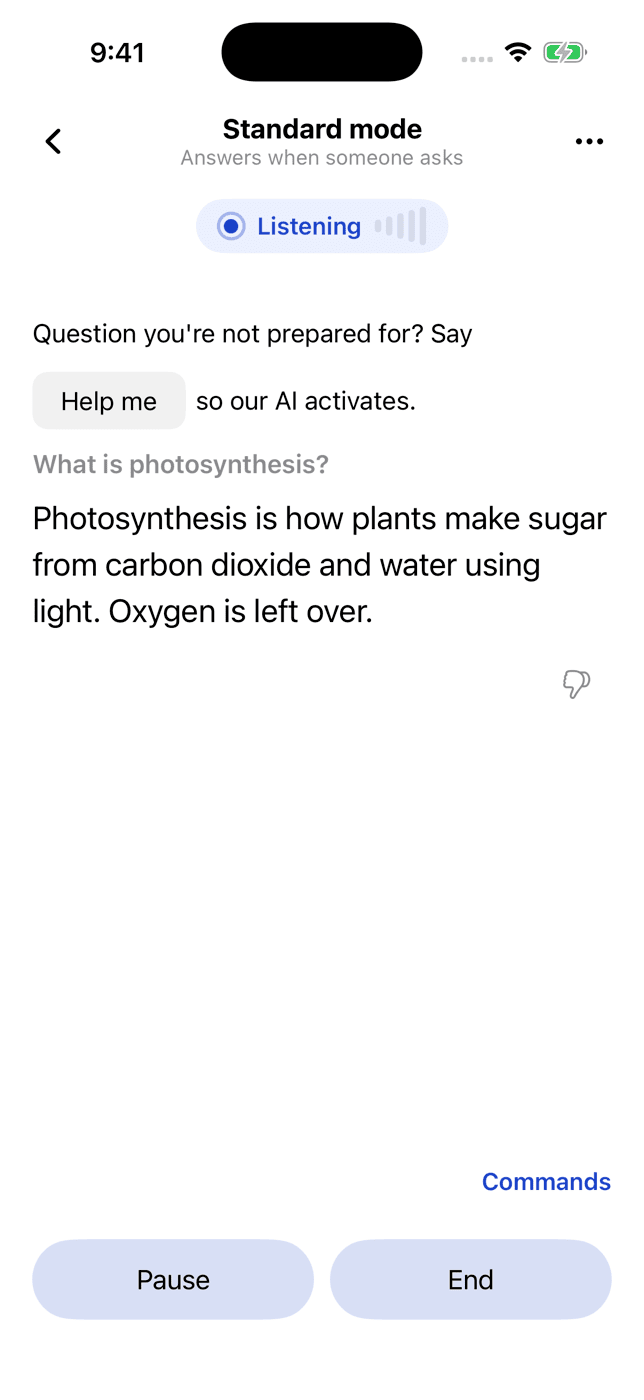 9:41
Standard mode
Answers when someone asks
Listening
Question you're not prepared for? Say
Help me so our AI activates.
What is photosynthesis?
Photosynthesis is how plants make sugar
from carbon dioxide and water using
light. Oxygen is left over.
Commands
Pause End